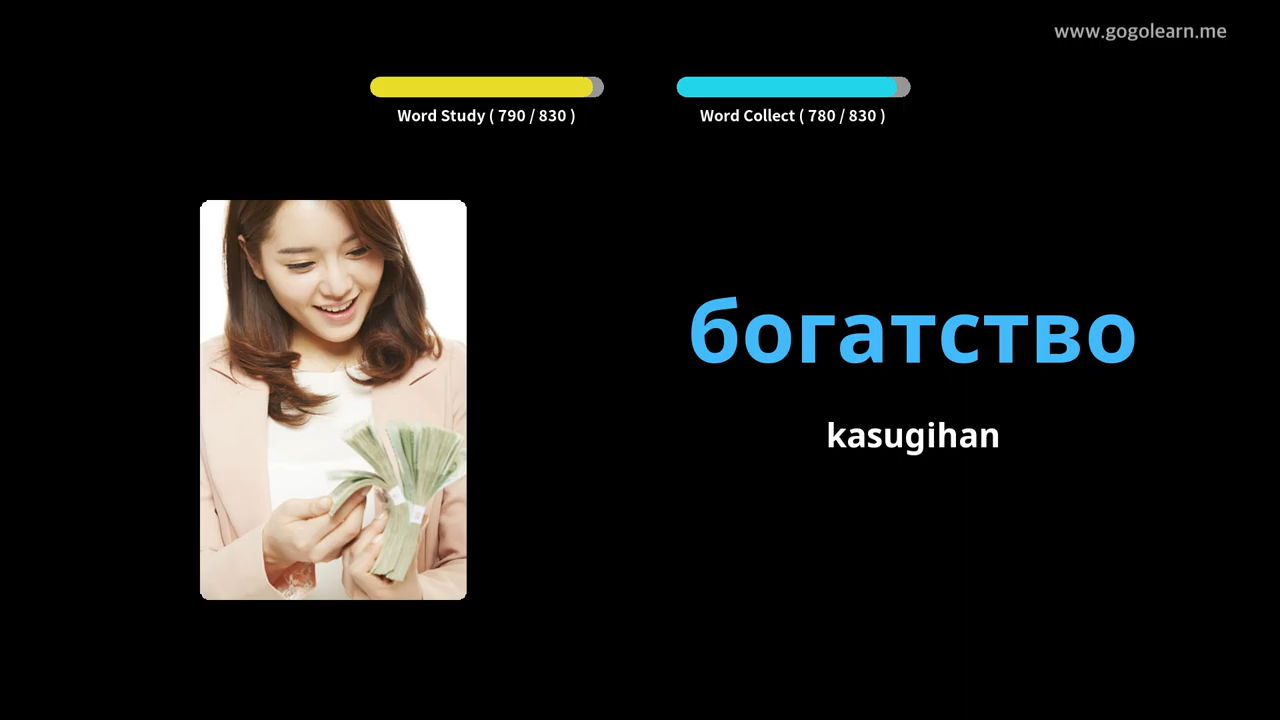 www.gogolearn.me
Word Study ( 790 / 830 )
Word Collect ( 780 / 830 )
богатство
kasugihan